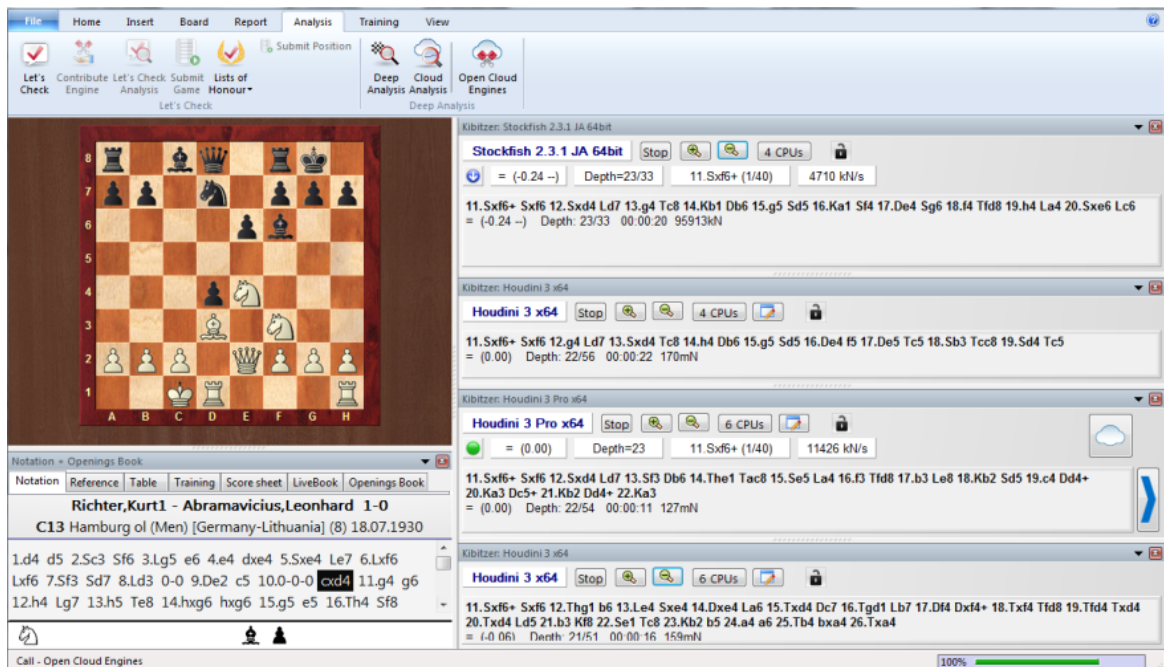 File Home Insert Board Report Analysis Training View
Let's Check
Contribute Engine
Let's Check Analysis
Submit Game
Lists of Honour
Submit Position
Let's Check
Deep Analysis
Cloud Analysis
Open Cloud Engines
Deep Analysis
8
7
6
5
4
3
2
1
A B C D E F G H
Notation + Openings Book
Notation Reference Table Training Score sheet LiveBook Openings Book
Richter,Kurt1 - Abramavicius,Leonhard 1-0
C13 Hamburg ol (Men) [Germany-Lithuania] (8) 18.07.1930
1.d4 d5 2.Sc3 Sf6 3.Lg5 e6 4.e4 dxe4 5.Sxe4 Le7 6.Lxf6
Lxf6 7.Sf3 Sd7 8.Ld3 0-0 9.De2 c5 10.0-0-0 cxd4 11.g4 g6
12.h4 Lg7 13.h5 Te8 14.hxg6 hxg6 15.g5 e5 16.Th4 Sf8
Kibitzer: Stockfish 2.3.1 JA 64bit
Stockfish 2.3.1 JA 64bit Stop 4 CPUs
= (-0.24 --) Depth=23/33 11.Sxf6+ (1/40) 4710 kN/s
11.Sxf6+ Sxf6 12.Sxd4 Ld7 13.g4 Tc8 14.Kb1 Db6 15.g5 Sd5 16.Ka1 Sf4 17.De4 Sg6 18.f4 Tfd8 19.h4 La4 20.Sxe6 Lc6
= (-0.24 --) Depth: 23/33 00:00:20 95913kN
Kibitzer: Houdini 3 x64
Houdini 3 x64 Stop 4 CPUs
11.Sxf6+ Sxf6 12.g4 Ld7 13.Sxd4 Tc8 14.h4 Db6 15.g5 Sd5 16.De4 f5 17.De5 Tc5 18.Sb3 Tcc8 19.Sd4 Tc5
= (0.00) Depth: 22/56 00:00:22 170mN
Kibitzer: Houdini 3 Pro x64
Houdini 3 Pro x64 Stop 6 CPUs
= (0.00) Depth=23 11.Sxf6+ (1/40) 11426 kN/s
11.Sxf6+ Sxf6 12.Sxd4 Ld7 13.Sf3 Db6 14.The1 Tac8 15.Se5 La4 16.f3 Tfd8 17.b3 Le8 18.Kb2 Sd5 19.c4 Dd4+
20.Ka3 Dc5+ 21.Kb2 Dd4+ 22.Ka3
= (0.00) Depth: 22/54 00:00:11 127mN
Kibitzer: Houdini 3 x64
Houdini 3 x64 Stop 6 CPUs
11.Sxf6+ Sxf6 12.Thg1 b6 13.Le4 Sxe4 14.Dxe4 La6 15.Txd4 Dc7 16.Tgd1 Lb7 17.Df4 Dxf4+ 18.Txf4 Tfd8 19.Tfd4 Txd4
20.Txd4 Ld5 21.b3 Kf8 22.Se1 Tc8 23.Kb2 b5 24.a4 a6 25.Tb4 bxa4 26.Txa4
= (-0.06) Depth: 21/51 00:00:16 159mN
Call - Open Cloud Engines
100%